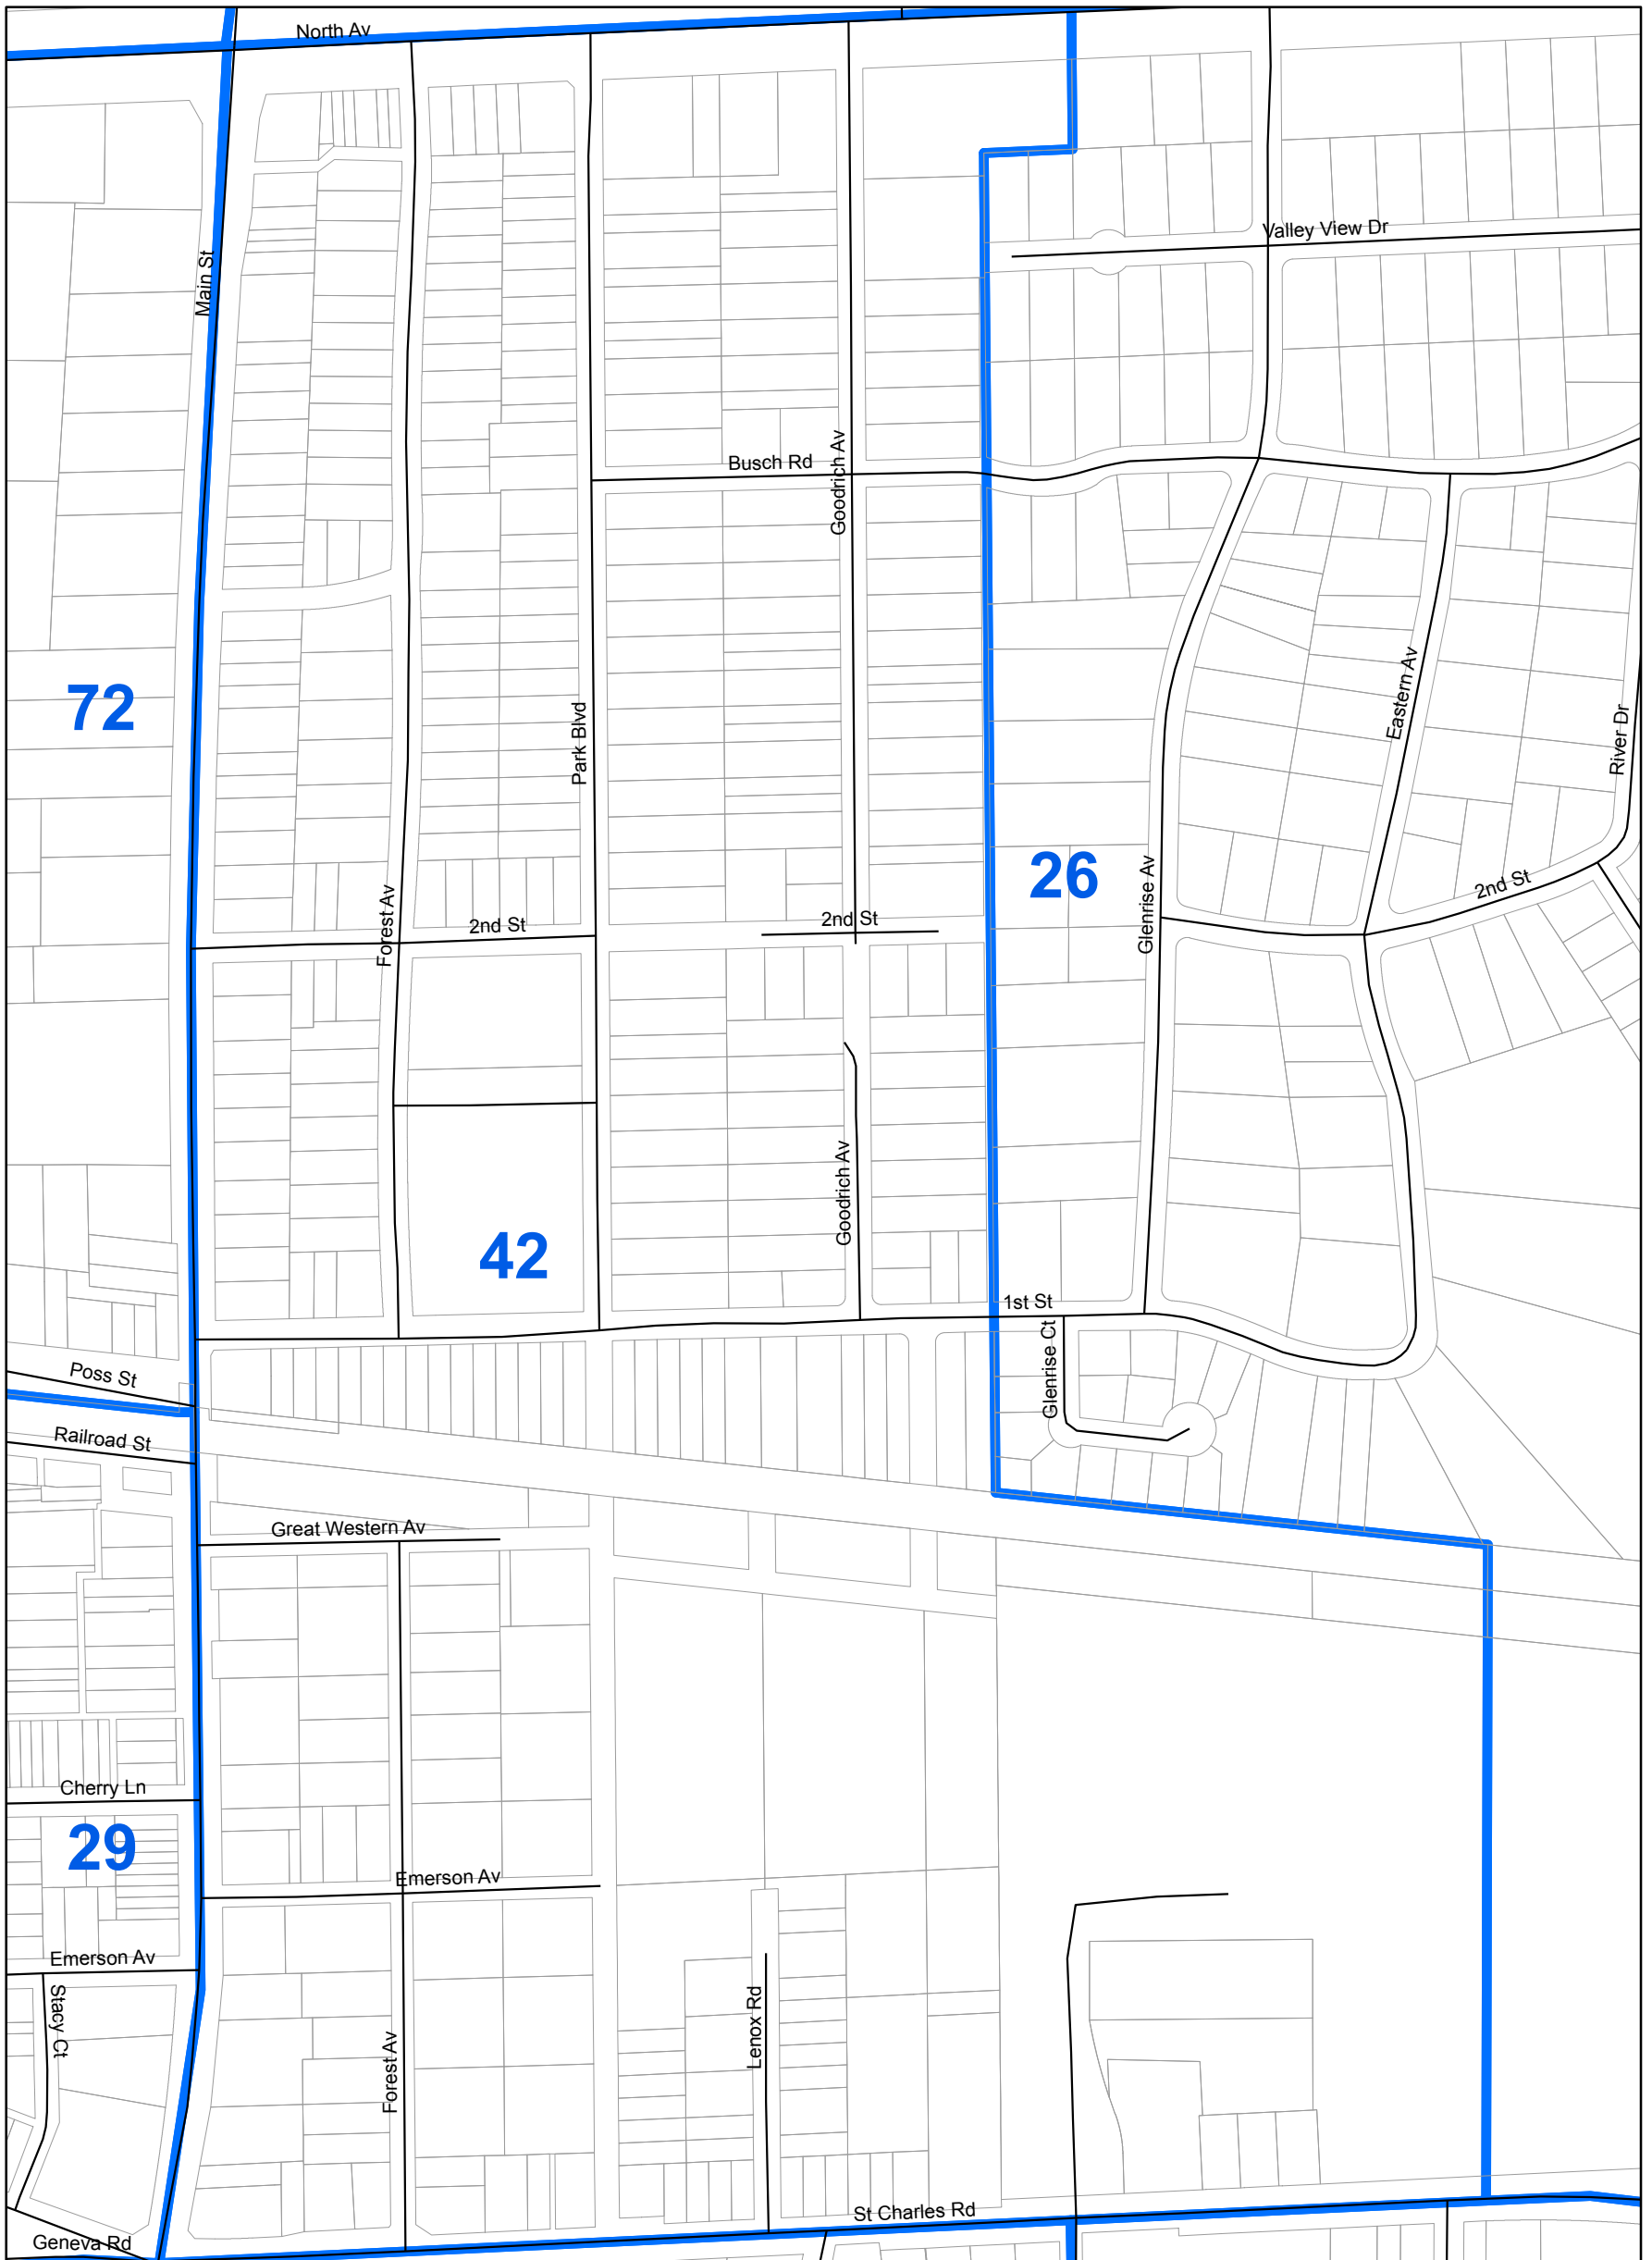 North Av
Valley View Dr
Main St
Busch Rd
Goodrich Av
72
Park Blvd
Eastern Av
River Dr
26
Glenrise Av
2nd St
Forest Av
2nd St
2nd St
Goodrich Av
42
1st St
Glenrise Ct
Poss St
Railroad St
Great Western Av
Cherry Ln
29
Emerson Av
Emerson Av
Stacy Ct
Forest Av
Lenox Rd
St Charles Rd
Geneva Rd